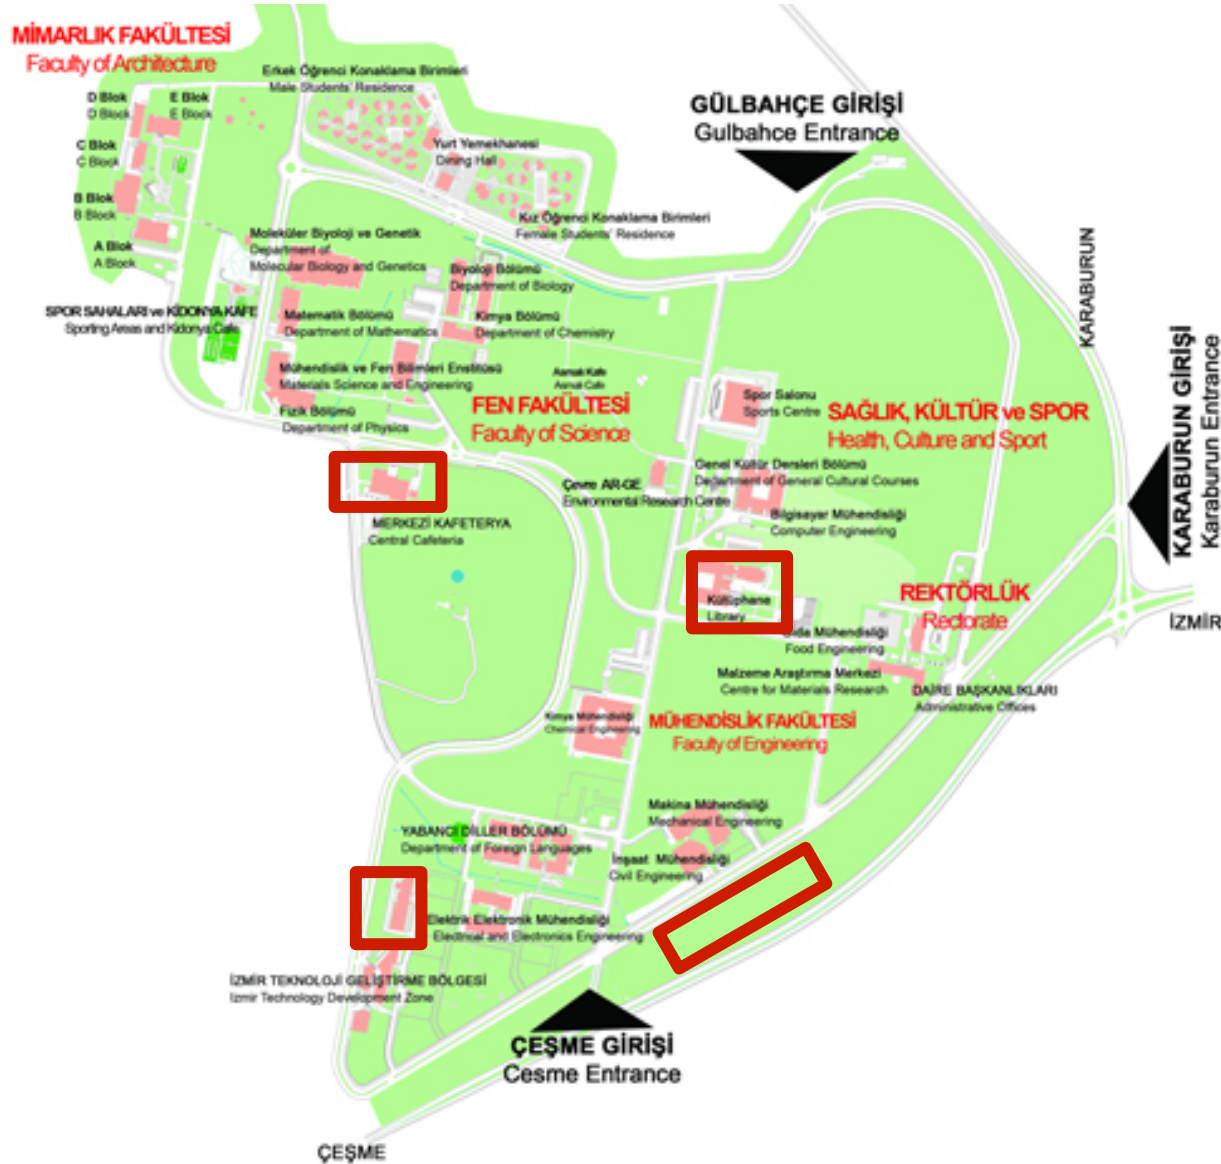 MİMARLIK FAKÜLTESİ
Faculty of Architecture
Erkek Öğrenci Konaklama Birimleri
Male Students' Residence
D Blok
D Block
E Blok
E Block
C Blok
C Block
B Blok
B Block
A Blok
A Block
GÜLBAHÇE GİRİŞİ
Gulbahce Entrance
Yurt Yemekhanesi
Dining Hall
Kız Öğrenci Konaklama Birimleri
Female Students' Residence
Moleküler Biyoloji ve Genetik
Department of
Molecular Biology and Genetics
Biyoloji Bölümü
Department of Biology
SPOR SAHALARI ve KİDONYA KAFE
Sporting Areas and Kidonya Cafe
Matematik Bölümü
Department of Mathematics
Kimya Bölümü
Department of Chemistry
KARABURUN
KARABURUN GİRİŞİ
Karaburun Entrance
Mühendislik ve Fen Bilimleri Enstitüsü
Materials Science and Engineering
Asmalı Kafe
Asmalı Cafe
Fizik Bölümü
Department of Physics
FEN FAKÜLTESİ
Faculty of Science
Spor Salonu
Sports Centre
SAĞLIK, KÜLTÜR ve SPOR
Health, Culture and Sport
Genel Kültür Dersleri Bölümü
Department of General Cultural Courses
Çevre AR-GE
Environmental Research Centre
MERKEZİ KAFETERYA
Central Cafeteria
Bilgisayar Mühendisliği
Computer Engineering
Kütüphane
Library
REKTÖRLÜK
Rectorate
İZMİR
Mühendisliği
Food Engineering
Malzeme Araştırma Merkezi
Centre for Materials Research
DAİRE BAŞKANLIKLARI
Administrative Offices
Kimya Mühendisliği
Chemical Engineering
MÜHENDİSLİK FAKÜLTESİ
Faculty of Engineering
Makina Mühendisliği
Mechanical Engineering
YABANCI DİLLER BÖLÜMÜ
Department of Foreign Languages
İnşaat Mühendisliği
Civil Engineering
Elektrik Elektronik Mühendisliği
Electrical and Electronics Engineering
İZMİR TEKNOLOJİ GELİŞTİRME BÖLGESİ
Izmir Technology Development Zone
ÇEŞME GİRİŞİ
Cesme Entrance
ÇEŞME